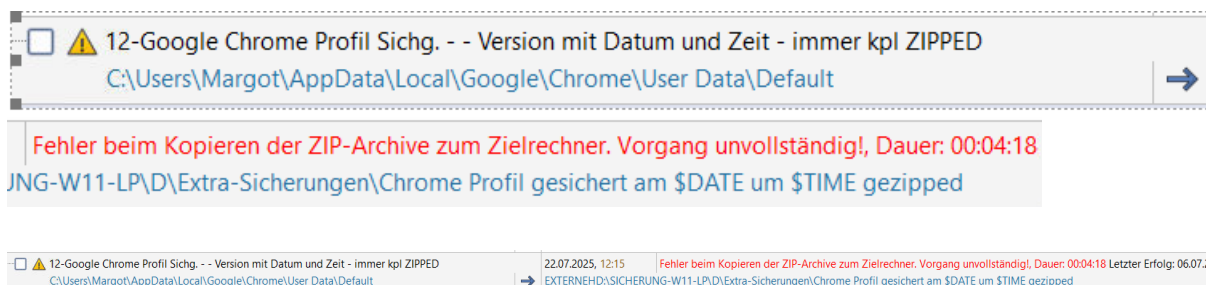 12-Google Chrome Profil Sichg. - - Version mit Datum und Zeit - immer kpl ZIPPED
C:\Users\Margot\AppData\Local\Google\Chrome\User Data\Default
Fehler beim Kopieren der ZIP-Archive zum Zielrechner. Vorgang unvollständig!, Dauer: 00:04:18
JNG-W11-LP\D\Extra-Sicherungen\Chrome Profil gesichert am $DATE um $TIME gezipped
12-Google Chrome Profil Sichg. - - Version mit Datum und Zeit - immer kpl ZIPPED 22.07.2025, 12:15 Fehler beim Kopieren der ZIP-Archive zum Zielrechner. Vorgang unvollständig!, Dauer: 00:04:18 Letzter Erfolg: 06.07.2
C:\Users\Margot\AppData\Local\Google\Chrome\User Data\Default EXTERNEHD:\SICHERUNG-W11-LP\D\Extra-Sicherungen\Chrome Profil gesichert am $DATE um $TIME gezipped